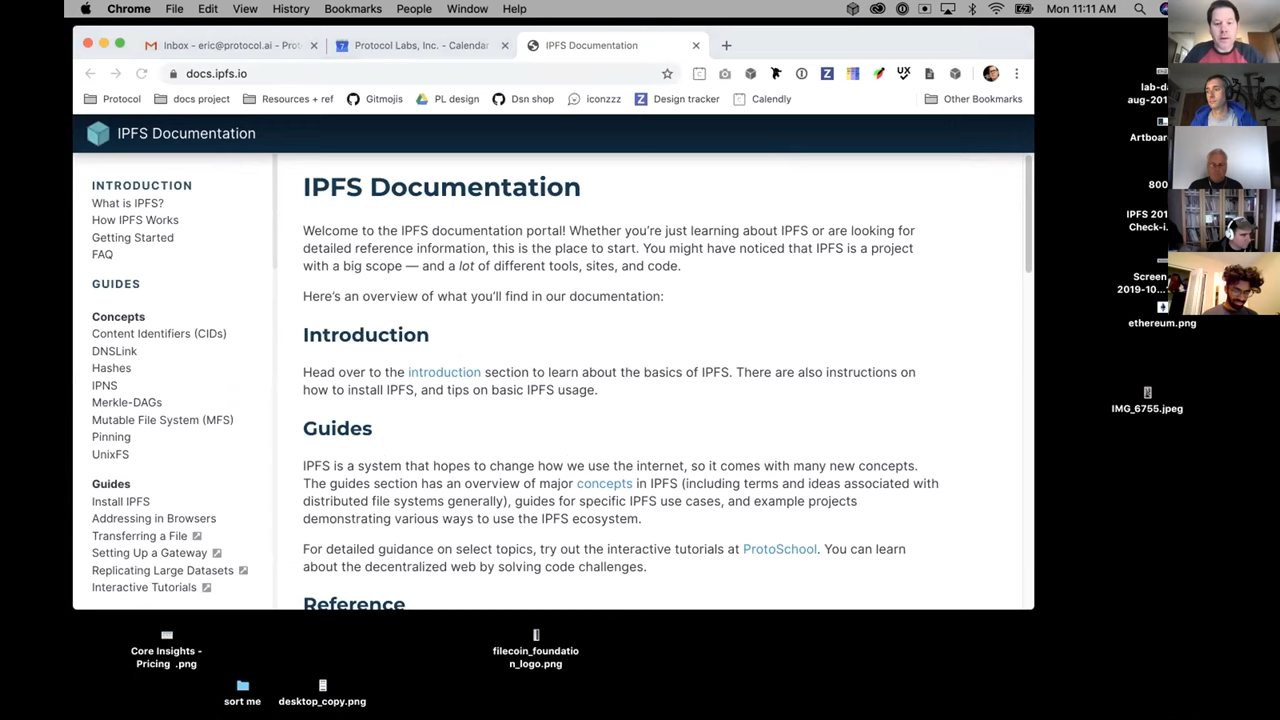 Chrome File Edit View History Bookmarks People Window Help Mon 11:11 AM
Inbox - eric@protocol.ai - Prot Protocol Labs, Inc. - Calendar IPFS Documentation
docs.ipfs.io
Protocol docs project Resources + ref Gitmojis PL design Dsn shop iconzzz Design tracker Calendly Other Bookmarks
IPFS Documentation
INTRODUCTION
What is IPFS?
How IPFS Works
Getting Started
FAQ
GUIDES
Concepts
Content Identifiers (CIDs)
DNSLink
Hashes
IPNS
Merkle-DAGs
Mutable File System (MFS)
Pinning
UnixFS
Guides
Install IPFS
Addressing in Browsers
Transferring a File
Setting Up a Gateway
Replicating Large Datasets
Interactive Tutorials
IPFS Documentation
Welcome to the IPFS documentation portal! Whether you're just learning about IPFS or are looking for
detailed reference information, this is the place to start. You might have noticed that IPFS is a project
with a big scope — and a lot of different tools, sites, and code.
Here's an overview of what you'll find in our documentation:
Introduction
Head over to the introduction section to learn about the basics of IPFS. There are also instructions on
how to install IPFS, and tips on basic IPFS usage.
Guides
IPFS is a system that hopes to change how we use the internet, so it comes with many new concepts.
The guides section has an overview of major concepts in IPFS (including terms and ideas associated with
distributed file systems generally), guides for specific IPFS use cases, and example projects
demonstrating various ways to use the IPFS ecosystem.
For detailed guidance on select topics, try out the interactive tutorials at ProtoSchool. You can learn
about the decentralized web by solving code challenges.
Reference
lab-da
aug-201
Artboar
800
IPFS 201
Check-i.
Screen
2019-10...
ethereum.png
IMG_6755.jpeg
Core Insights -
Pricing .png
filecoin_foundatio
n_logo.png
sort me
desktop_copy.png